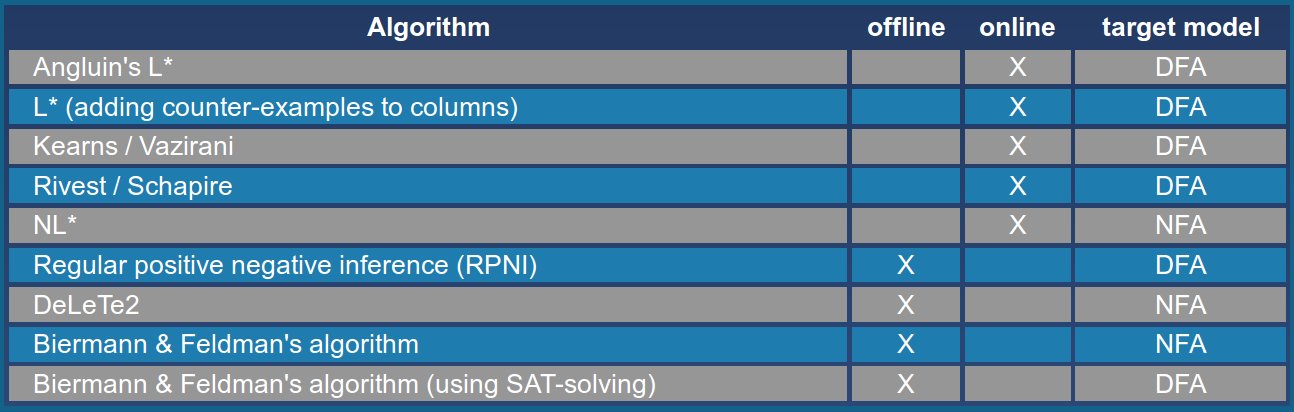 Algorithm offline online target model
Angluin's L* X DFA
L* (adding counter-examples to columns) X DFA
Kearns / Vazirani X DFA
Rivest / Schapire X DFA
NL* X NFA
Regular positive negative inference (RPNI) X DFA
DeLeTe2 X NFA
Biermann & Feldman's algorithm X NFA
Biermann & Feldman's algorithm (using SAT-solving) X DFA